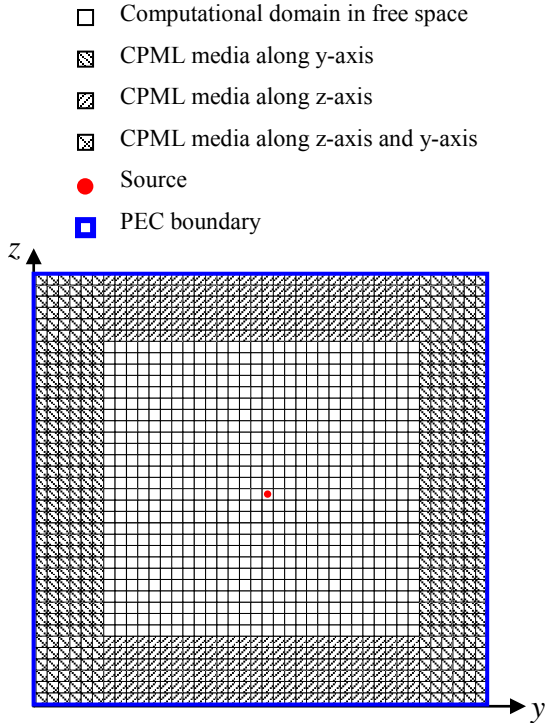 Computational domain in free space
CPML media along y-axis
CPML media along z-axis
CPML media along z-axis and y-axis
Source
PEC boundary
z
y